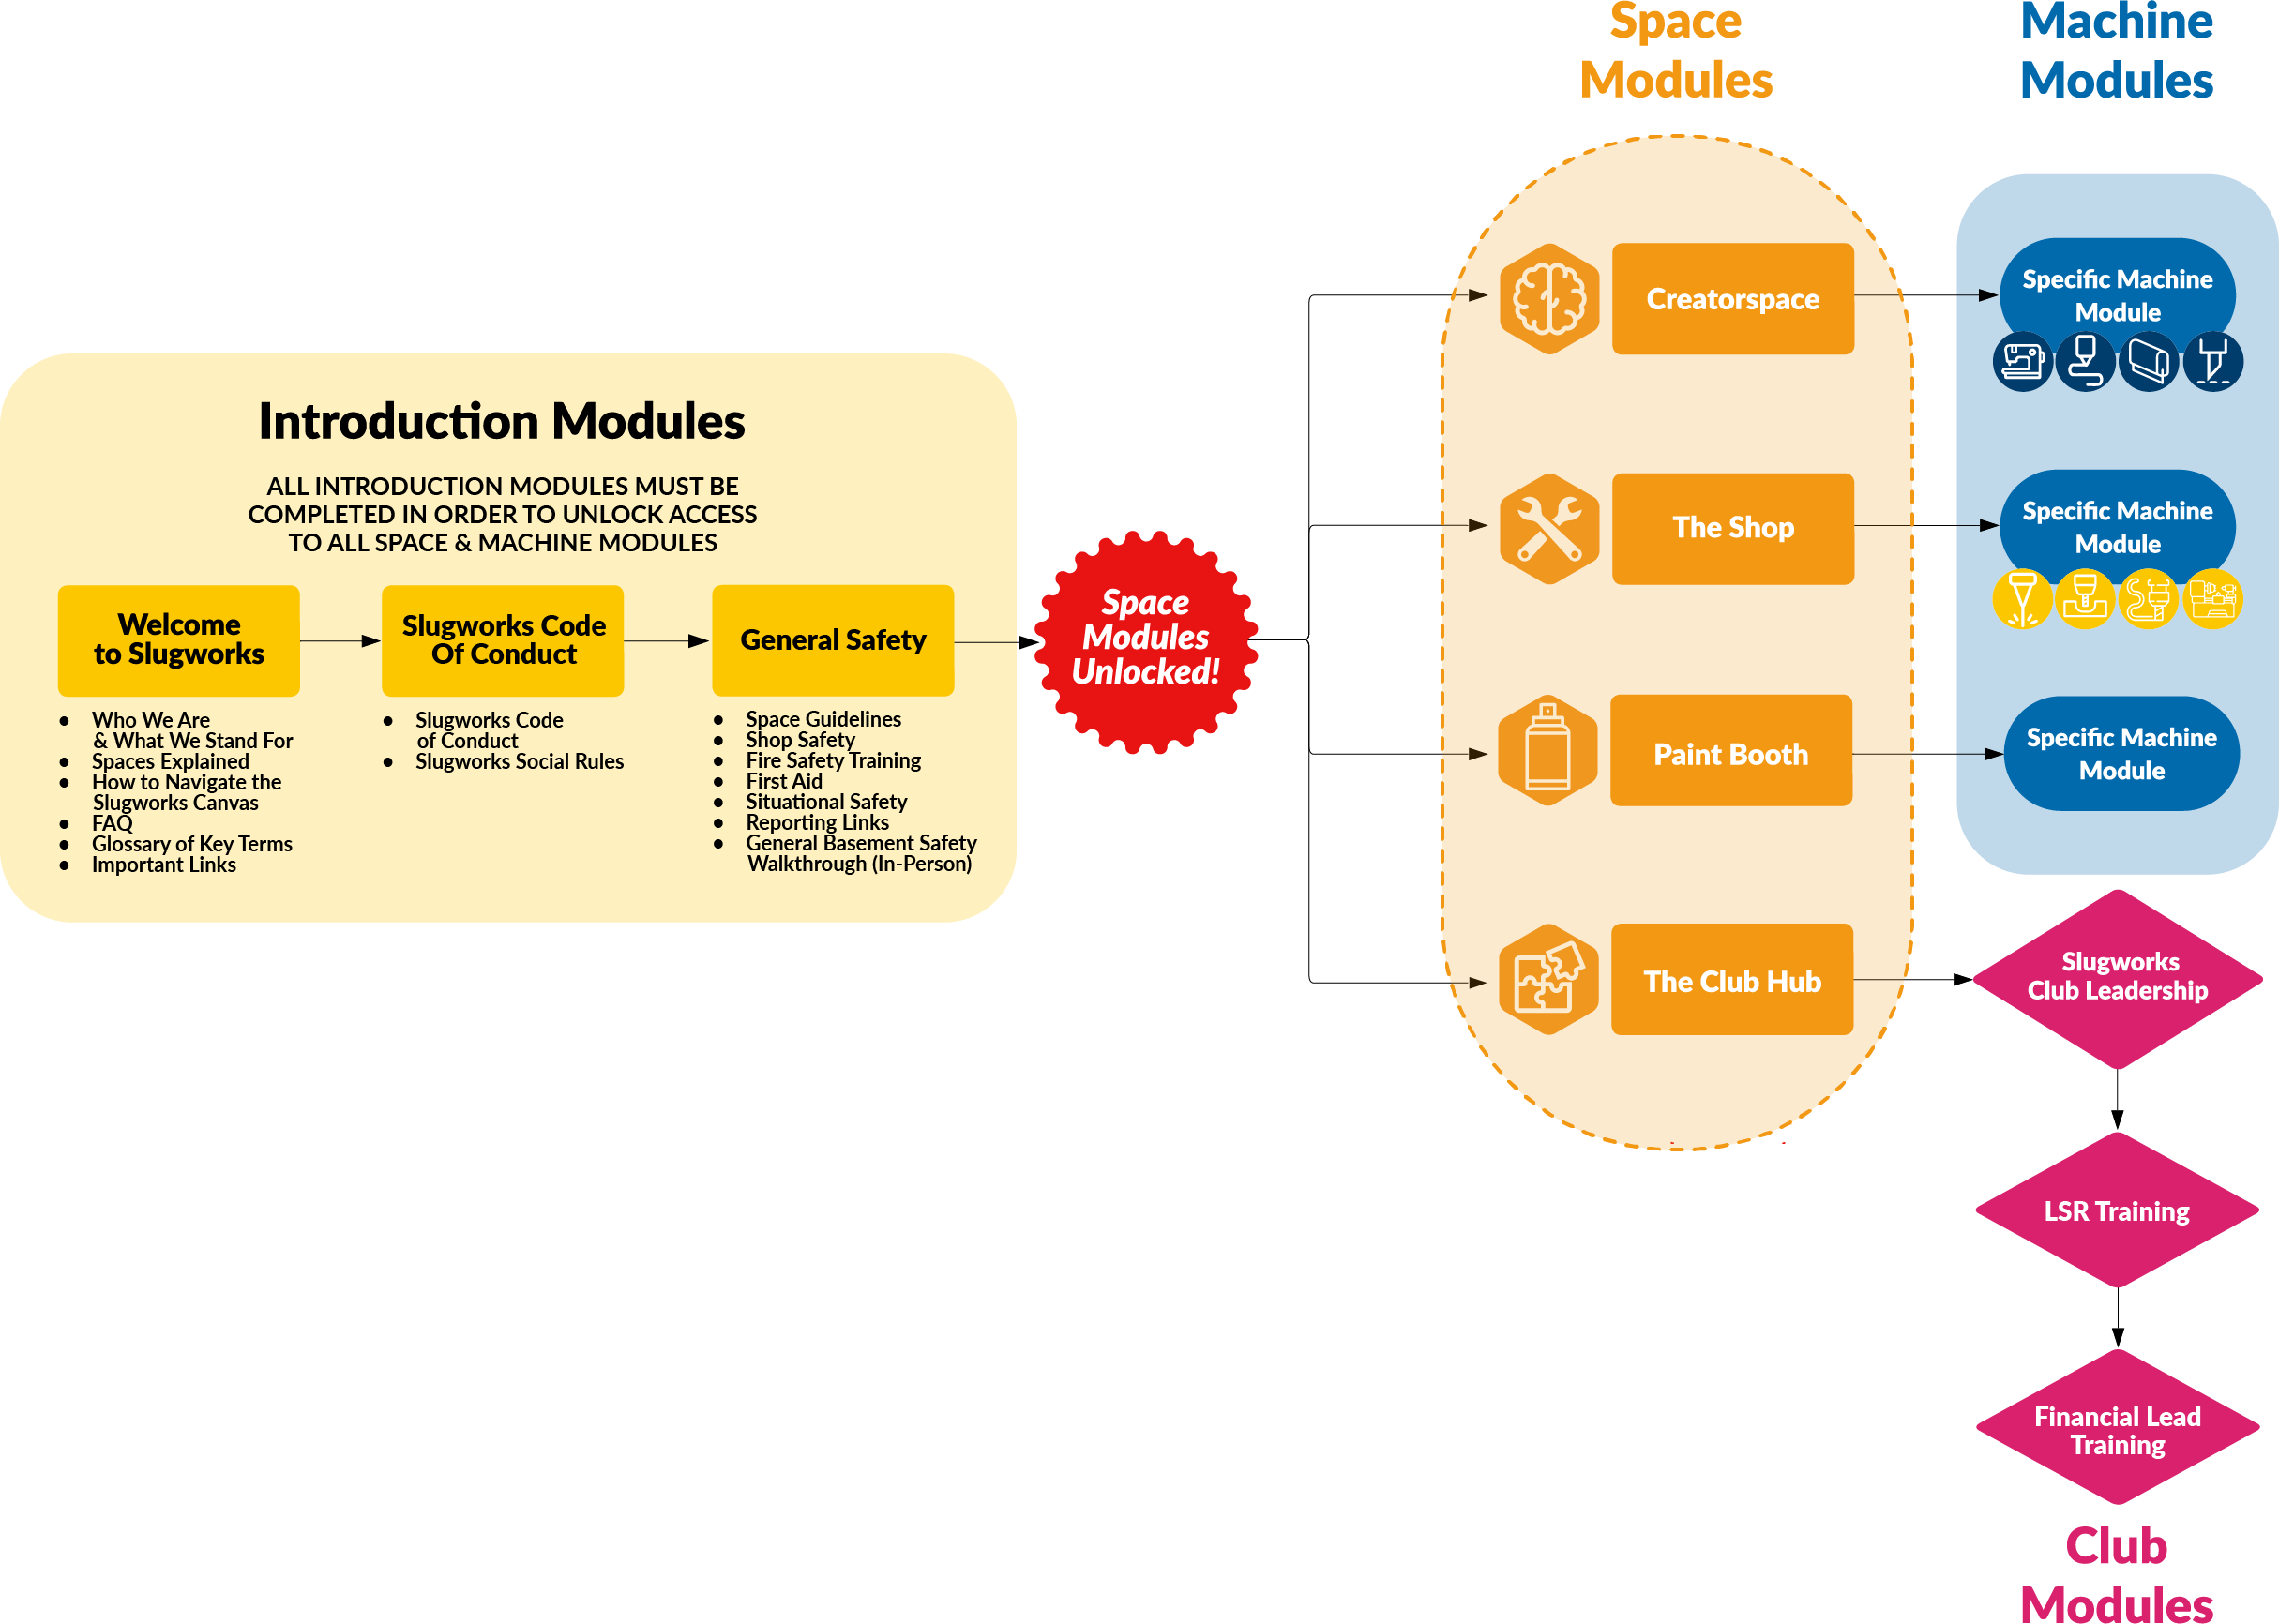 Space
Modules
Machine
Modules
Introduction Modules
ALL INTRODUCTION MODULES MUST BE
COMPLETED IN ORDER TO UNLOCK ACCESS
TO ALL SPACE & MACHINE MODULES
Welcome
to Slugworks
• Who We Are
& What We Stand For
• Spaces Explained
• How to Navigate the
Slugworks Canvas
• FAQ
• Glossary of Key Terms
• Important Links
Slugworks Code
Of Conduct
• Slugworks Code
of Conduct
• Slugworks Social Rules
General Safety
• Space Guidelines
• Shop Safety
• Fire Safety Training
• First Aid
• Situational Safety
• Reporting Links
• General Basement Safety
Walkthrough (In-Person)
Space
Modules
Unlocked!
Creatorspace
Specific Machine
Module
The Shop
Specific Machine
Module
Paint Booth
Specific Machine
Module
The Club Hub
Slugworks
Club Leadership
LSR Training
Financial Lead
Training
Club
Modules